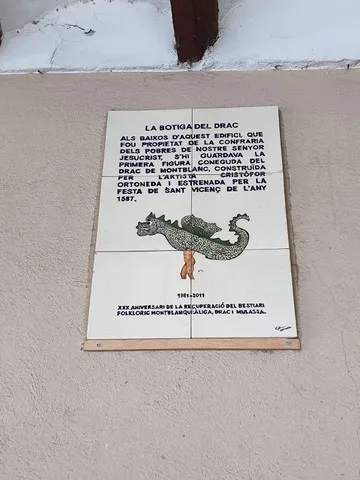 LA BOTIGA DEL DRAC
ALS BAIXOS D'AQUEST EDIFICI, QUE
FOU PROPIETAT DE LA CONFRARIA
DELS POBRES DE NOSTRE SENYOR
JESUCRIST, S'HI GUARDAVA LA
PRIMERA FIGURA CONEGUDA DEL
DRAC DE MONTBLANC, CONSTRUÏDA
PER L'ARTISTA CRISTÒFOR
ORTONEDA I ESTRENADA PER LA
FESTA DE SANT VICENÇ DE L'ANY
1587.
1981-2011
XXX ANIVERSARI DE LA RECUPERACIÓ DEL BESTIARI
FOLKLÒRIC MONTBLANQUÍ:ÀLIGA, DRAC I MULASSA.